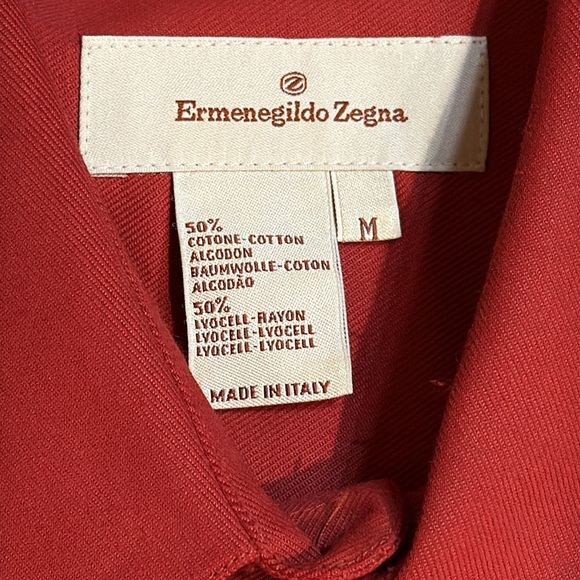 Ermenegildo Zegna
M
50%
COTONE-COTTON
ALGODON
BAUMWOLLE-COTON
ALGODÃO
50%
LYOCELL-RAYON
LYOCELL-LYOCELL
LYOCELL-LYOCELL
MADE IN ITALY